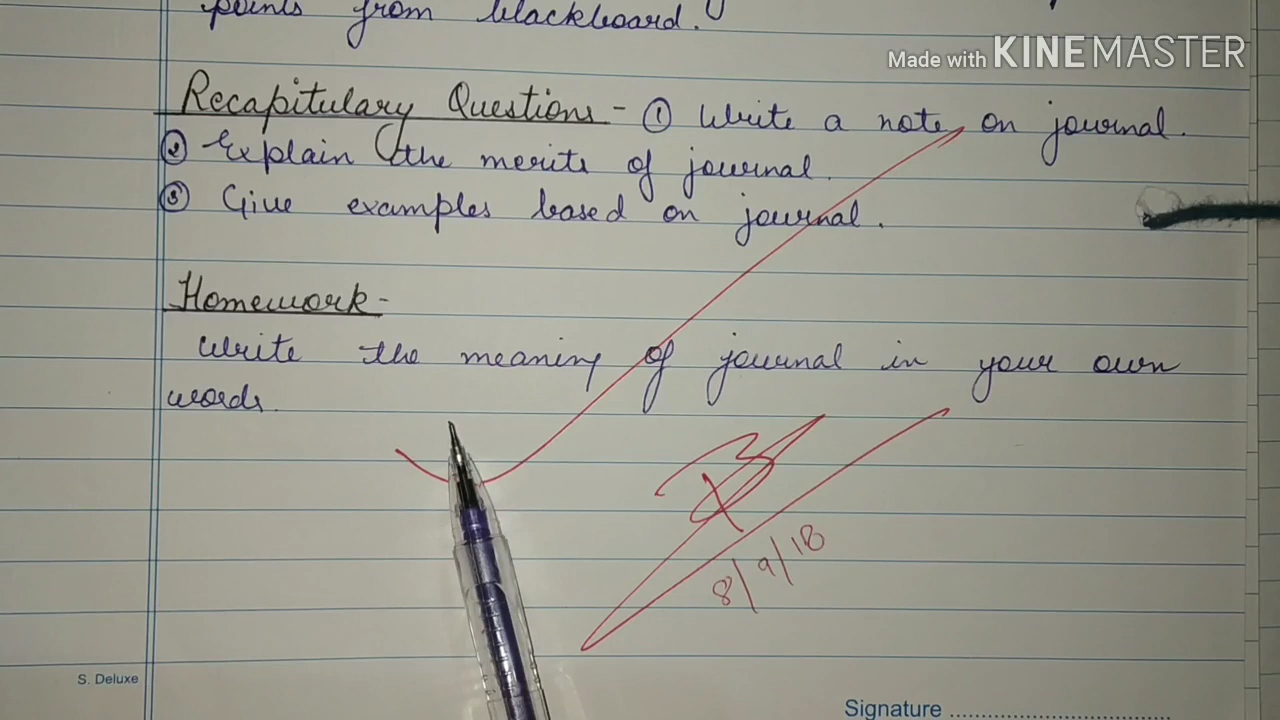 points from blackboard.
Made with KINEMASTER
Recapitulary Questions - ① Write a note on journal.
② Explain the merits of journal.
③ Give examples based on journal.
Homework-
Write the meaning of journal in your own
words.
8/9/18
S. Deluxe
Signature ................................